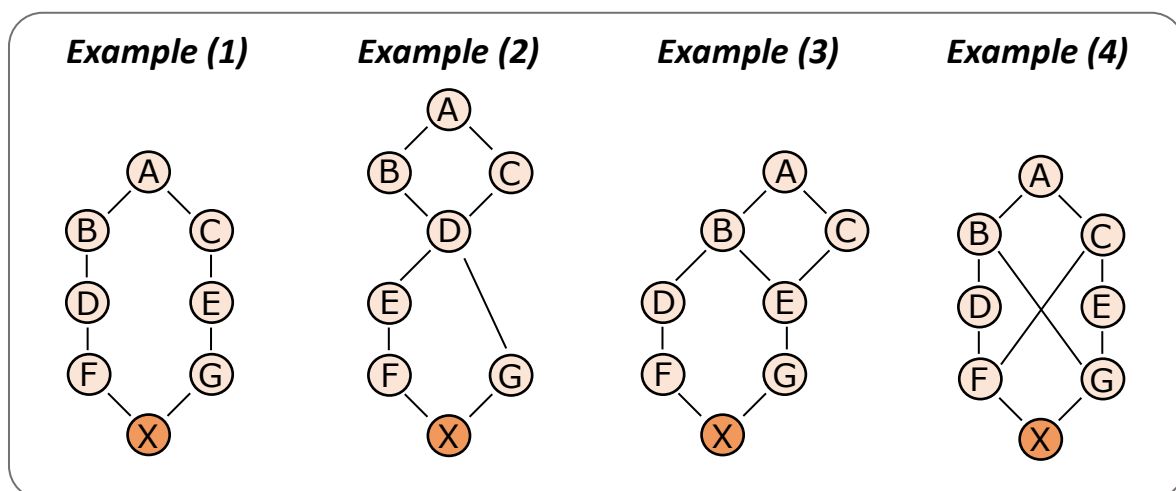 Example (1) Example (2) Example (3) Example (4)
A
B C
D E
F G
X
A
B C
D
E
F G
X
A
B C
D E
F G
X
A
B C
D E
F G
X